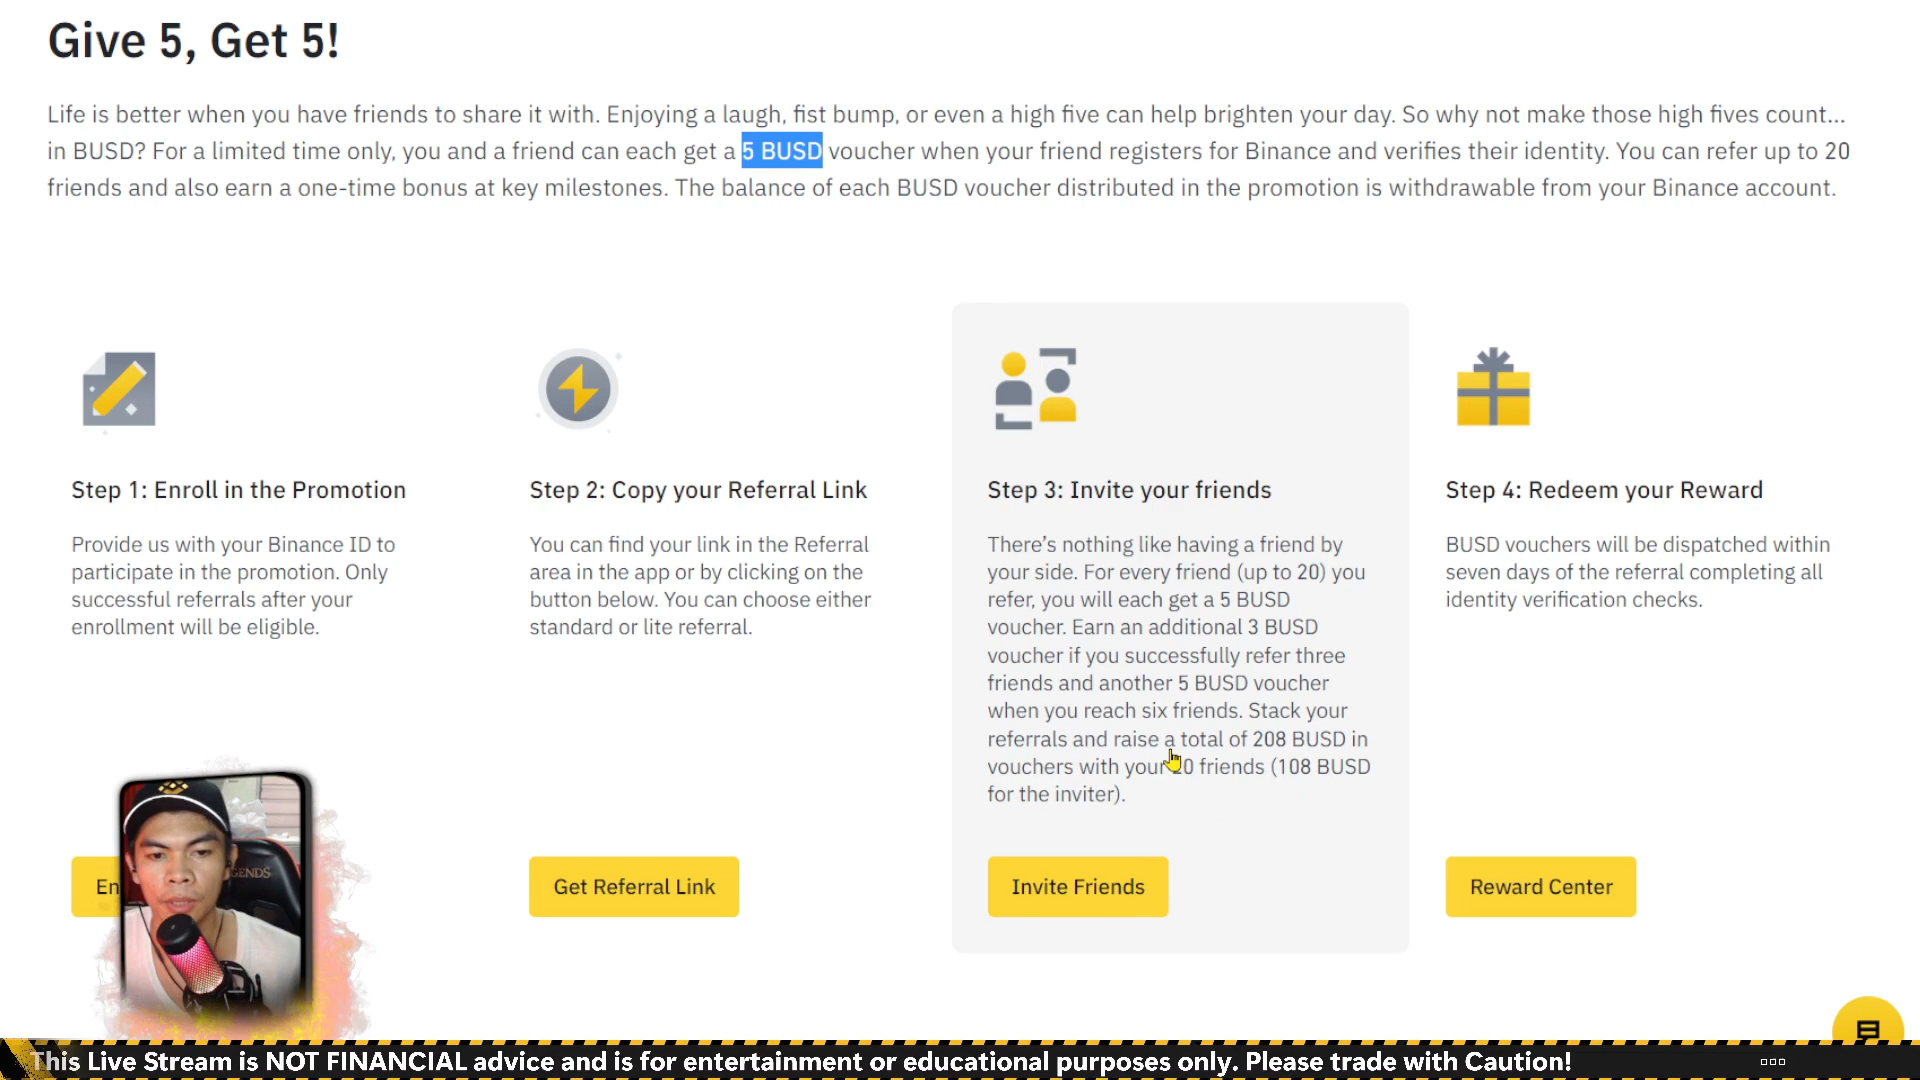 Give 5, Get 5!
Life is better when you have friends to share it with. Enjoying a laugh, fist bump, or even a high five can help brighten your day. So why not make those high fives count...
in BUSD? For a limited time only, you and a friend can each get a 5 BUSD voucher when your friend registers for Binance and verifies their identity. You can refer up to 20
friends and also earn a one-time bonus at key milestones. The balance of each BUSD voucher distributed in the promotion is withdrawable from your Binance account.
Step 1: Enroll in the Promotion
Provide us with your Binance ID to
participate in the promotion. Only
successful referrals after your
enrollment will be eligible.
En
Step 2: Copy your Referral Link
You can find your link in the Referral
area in the app or by clicking on the
button below. You can choose either
standard or lite referral.
Get Referral Link
Step 3: Invite your friends
There's nothing like having a friend by
your side. For every friend (up to 20) you
refer, you will each get a 5 BUSD
voucher. Earn an additional 3 BUSD
voucher if you successfully refer three
friends and another 5 BUSD voucher
when you reach six friends. Stack your
referrals and raise a total of 208 BUSD in
vouchers with your 20 friends (108 BUSD
for the inviter).
Invite Friends
Step 4: Redeem your Reward
BUSD vouchers will be dispatched within
seven days of the referral completing all
identity verification checks.
Reward Center
This Live Stream is NOT FINANCIAL advice and is for entertainment or educational purposes only. Please trade with Caution!